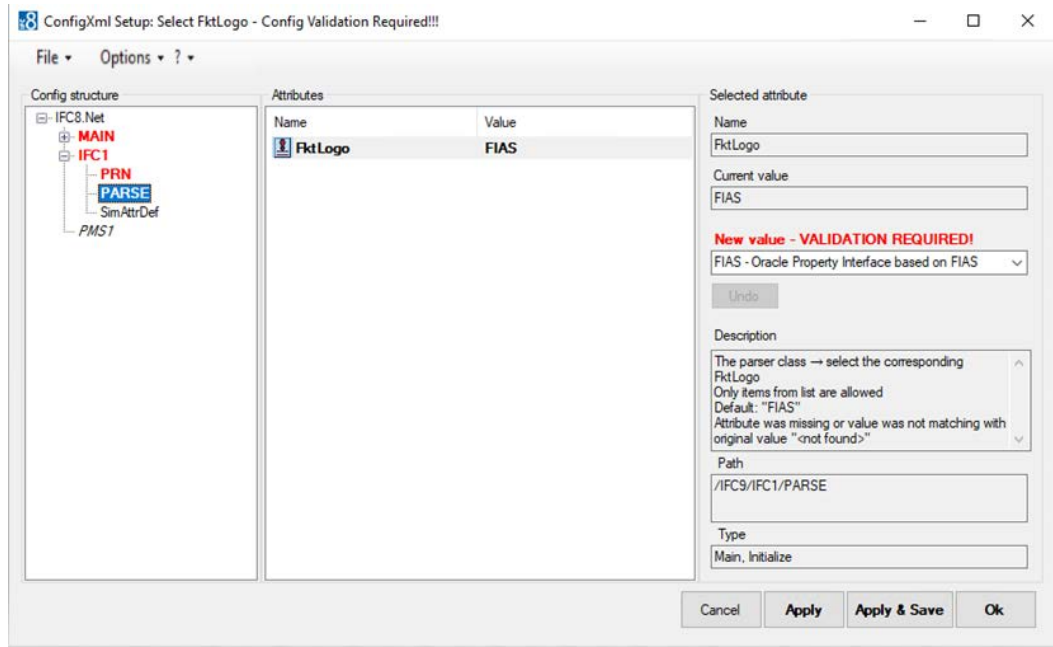 ConfigXml Setup: Select FktLogo - Config Validation Required!!!
File Options ?
Config structure
IFC8.Net
MAIN
IFC1
PRN
PARSE
SimAttrDef
PMS1
Attributes
Name Value
FktLogo FIAS
Selected attribute
Name
FktLogo
Current value
FIAS
New value - VALIDATION REQUIRED!
FIAS - Oracle Property Interface based on FIAS
Undo
Description
The parser class → select the corresponding
FktLogo
Only items from list are allowed
Default: "FIAS"
Attribute was missing or value was not matching with
original value "<not found>"
Path
/IFC9/IFC1/PARSE
Type
Main, Initialize
Cancel Apply Apply & Save Ok